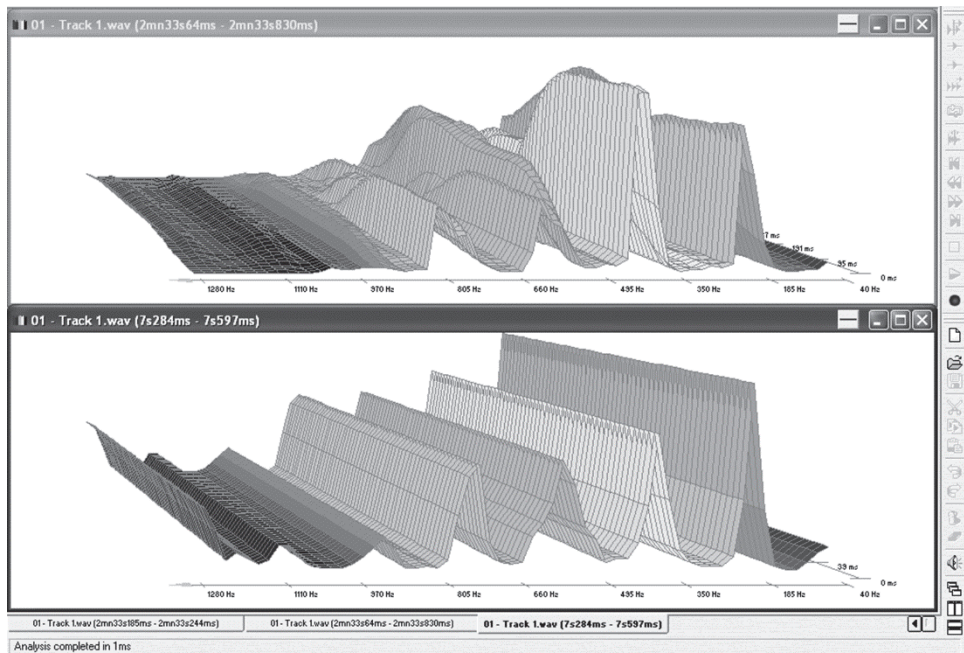 01 - Track 1.wav (2mn33s64ms - 2mn33s830ms)
191 ms
95 ms
0 ms
1280 Hz 1110 Hz 970 Hz 805 Hz 660 Hz 495 Hz 350 Hz 185 Hz 40 Hz
01 - Track 1.wav (7s284ms - 7s597ms)
39 ms
0 ms
1280 Hz 1110 Hz 970 Hz 805 Hz 660 Hz 495 Hz 350 Hz 185 Hz 40 Hz
01 - Track 1.wav (2mn33s185ms - 2mn33s244ms) 01 - Track 1.wav (2mn33s64ms - 2mn33s830ms) 01 - Track 1.wav (7s284ms - 7s597ms)
Analysis completed in 1ms